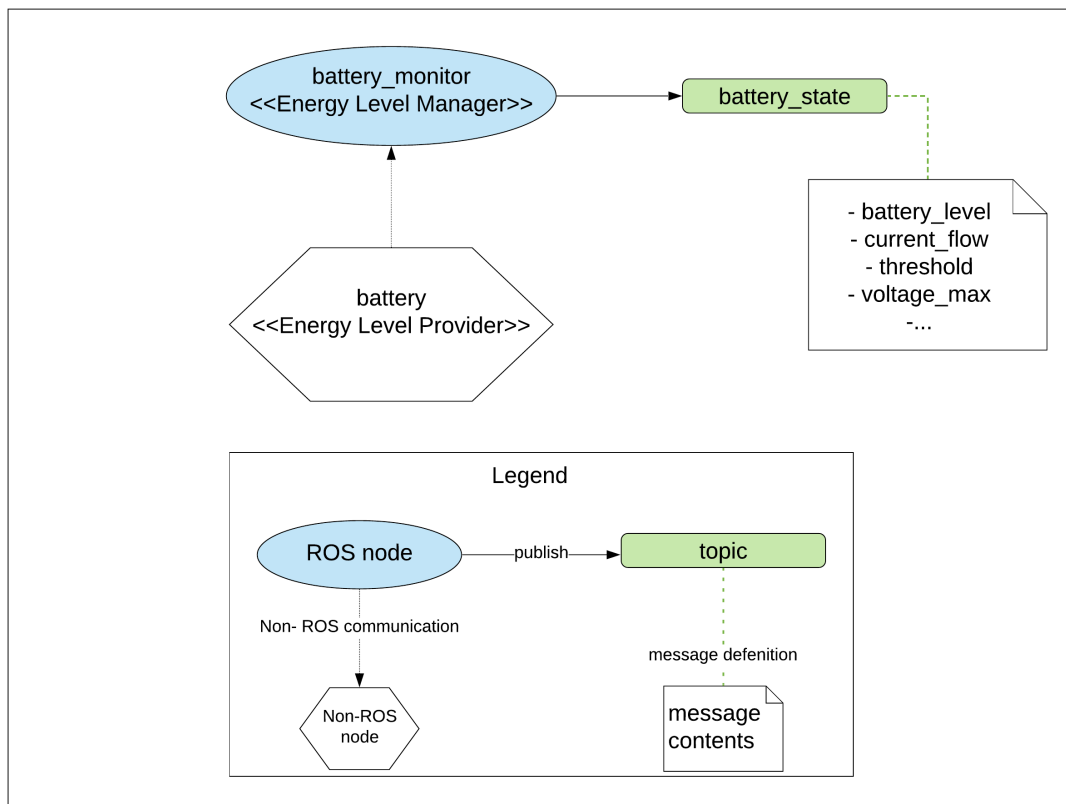 battery_monitor
<<Energy Level Manager>>
battery_state
- battery_level
- current_flow
- threshold
- voltage_max
-...
battery
<<Energy Level Provider>>
Legend
ROS node
publish
topic
Non- ROS communication
message defenition
Non-ROS
node
message
contents